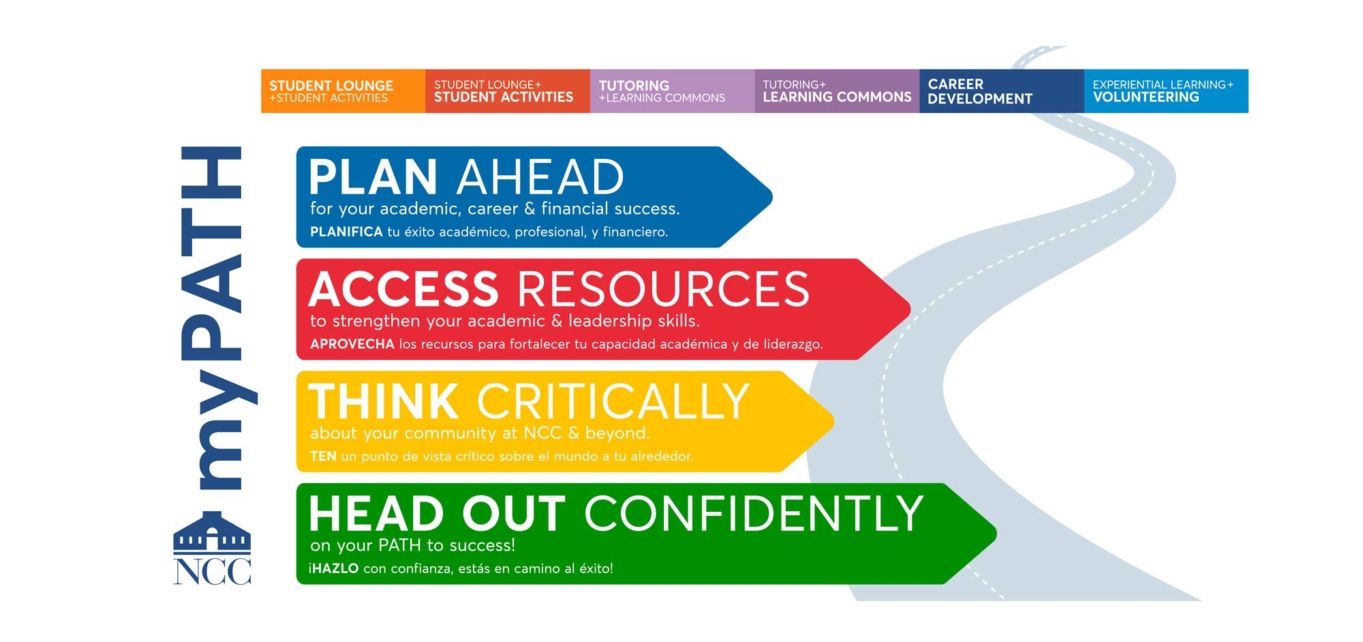 STUDENT LOUNGE
+STUDENT ACTIVITIES
STUDENT LOUNGE+
STUDENT ACTIVITIES
TUTORING
+LEARNING COMMONS
TUTORING+
LEARNING COMMONS
CAREER
DEVELOPMENT
EXPERIENTIAL LEARNING+
VOLUNTEERING
myPATH
NCC
PLAN AHEAD
for your academic, career & financial success.
PLANIFICA tu éxito académico, profesional, y financiero.
ACCESS RESOURCES
to strengthen your academic & leadership skills.
APROVECHA los recursos para fortalecer tu capacidad académica y de liderazgo.
THINK CRITICALLY
about your community at NCC & beyond.
TEN un punto de vista crítico sobre el mundo a tu alrededor.
HEAD OUT CONFIDENTLY
on your PATH to success!
¡HAZLO con confianza, estás en camino al éxito!